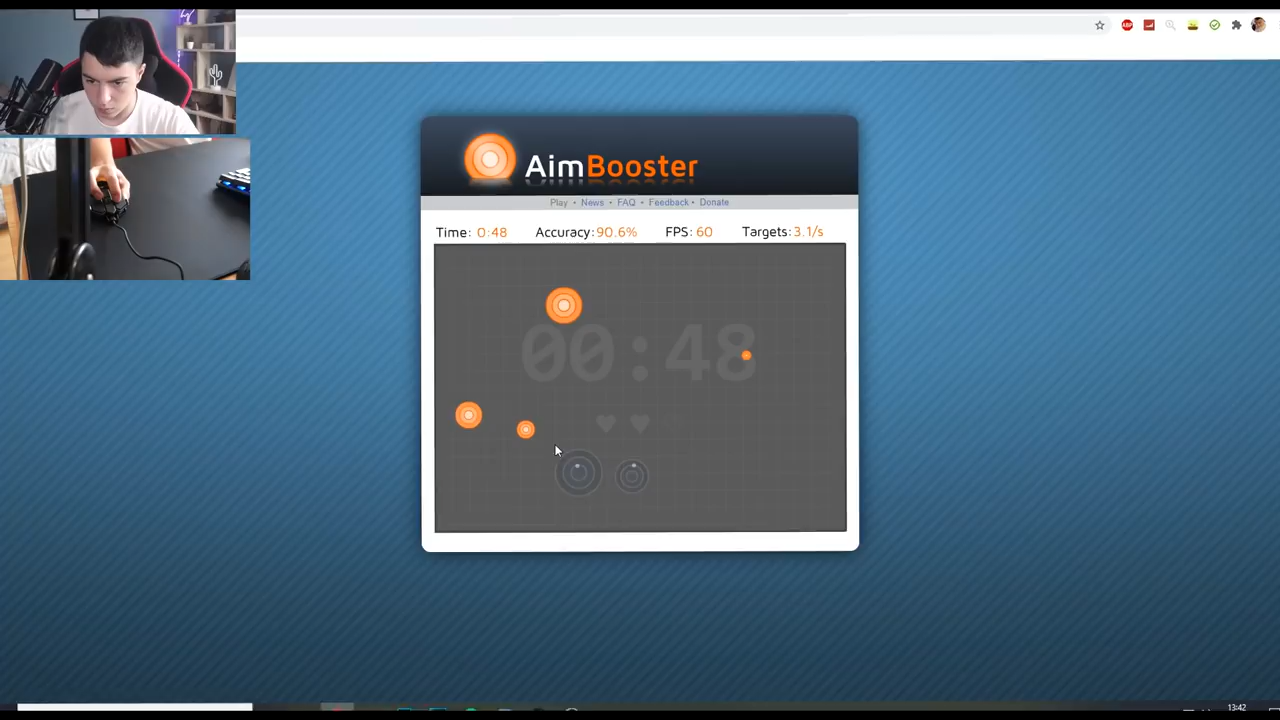 AimBooster
Play • News • FAQ • Feedback • Donate
Time: 0:48 Accuracy: 90.6% FPS: 60 Targets: 3.1/s
00:48
ABP
13:42